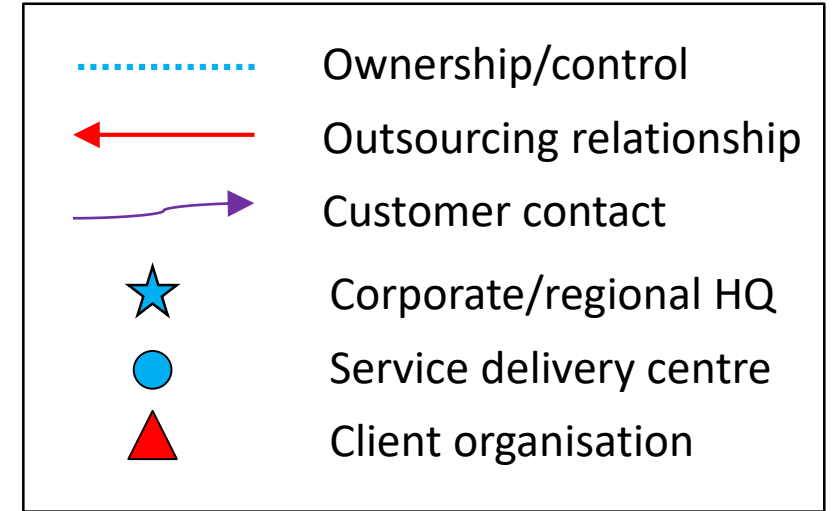 Ownership/control
Outsourcing relationship
Customer contact
Corporate/regional HQ
Service delivery centre
Client organisation